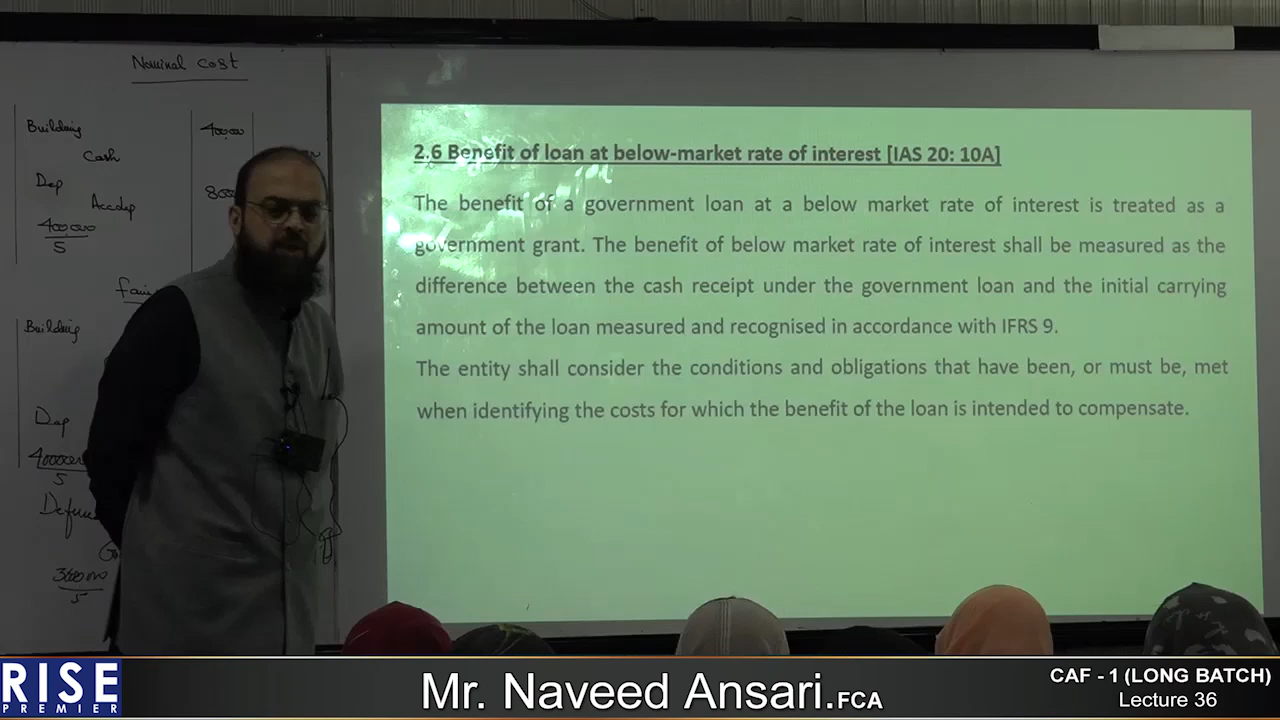 Nominal Cost
Building
400,000
Cash
Dep
Acc dep
400,000
5
Building
Dep
5
5
2.6 Benefit of loan at below-market rate of interest [IAS 20: 10A]
The benefit of a government loan at a below market rate of interest is treated as a
government grant. The benefit of below market rate of interest shall be measured as the
difference between the cash receipt under the government loan and the initial carrying
amount of the loan measured and recognised in accordance with IFRS 9.
The entity shall consider the conditions and obligations that have been, or must be, met
when identifying the costs for which the benefit of the loan is intended to compensate.
RISE
PREMIER
Mr. Naveed Ansari.FCA
CAF - 1 (LONG BATCH)
Lecture 36